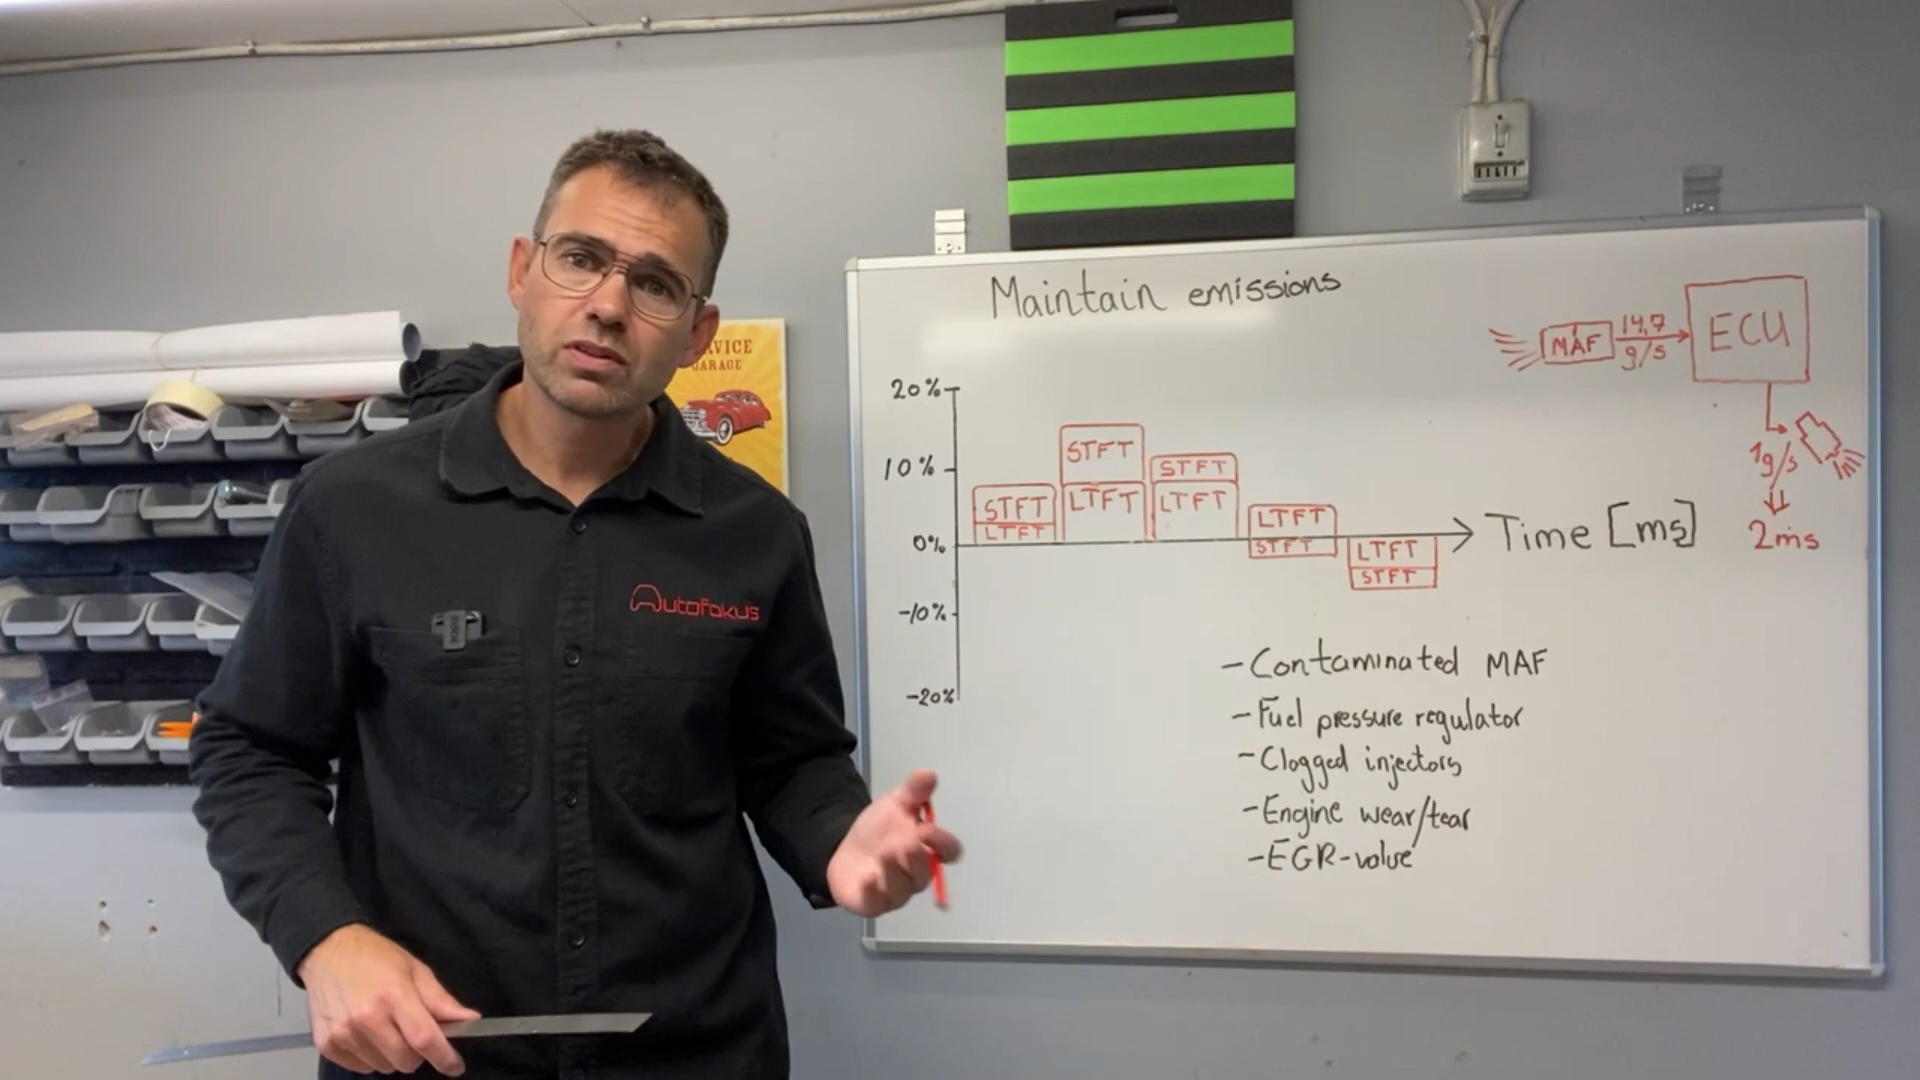 Maintain emissions
MAF
14,7
g/s
ECU
1g/s
2ms
20%
10%
0%
-10%
-20%
STFT
LTFT
STFT
LTFT
STFT
LTFT
LTFT
STFT
LTFT
STFT
Time [ms]
- Contaminated MAF
- Fuel pressure regulator
- Clogged injectors
- Engine wear/tear
- EGR-valve
AutoFokus
GARAGE